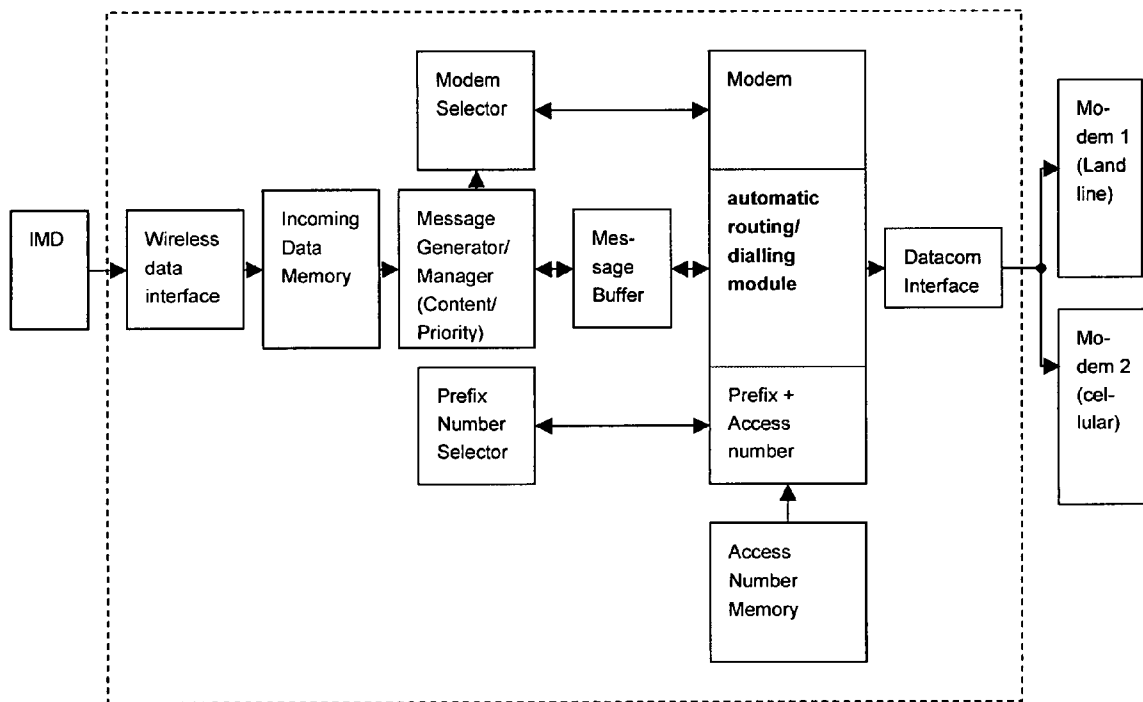 IMD
Wireless
data
interface
Incoming
Data
Memory
Modem
Selector
Message
Generator/
Manager
(Content/
Priority)
Prefix
Number
Selector
Mes-
sage
Buffer
Modem
automatic
routing/
dialling
module
Prefix +
Access
number
Access
Number
Memory
Datacom
Interface
Mo-
dem 1
(Land
line)
Mo-
dem 2
(cel-
lular)